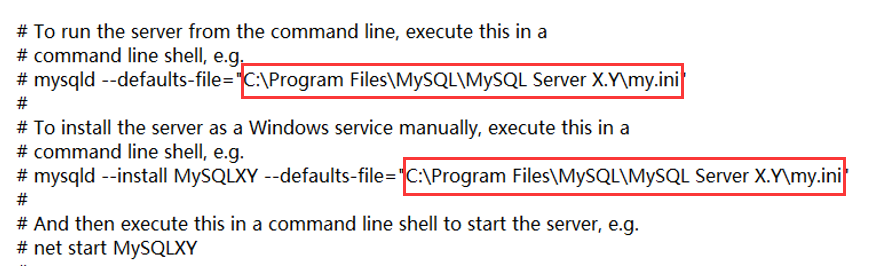 # To run the server from the command line, execute this in a
# command line shell, e.g.
# mysqld --defaults-file="C:\Program Files\MySQL\MySQL Server X.Y\my.ini"
#
# To install the server as a Windows service manually, execute this in a
# command line shell, e.g.
# mysqld --install MySQLXY --defaults-file="C:\Program Files\MySQL\MySQL Server X.Y\my.ini"
#
# And then execute this in a command line shell to start the server, e.g.
# net start MySQLXY
#